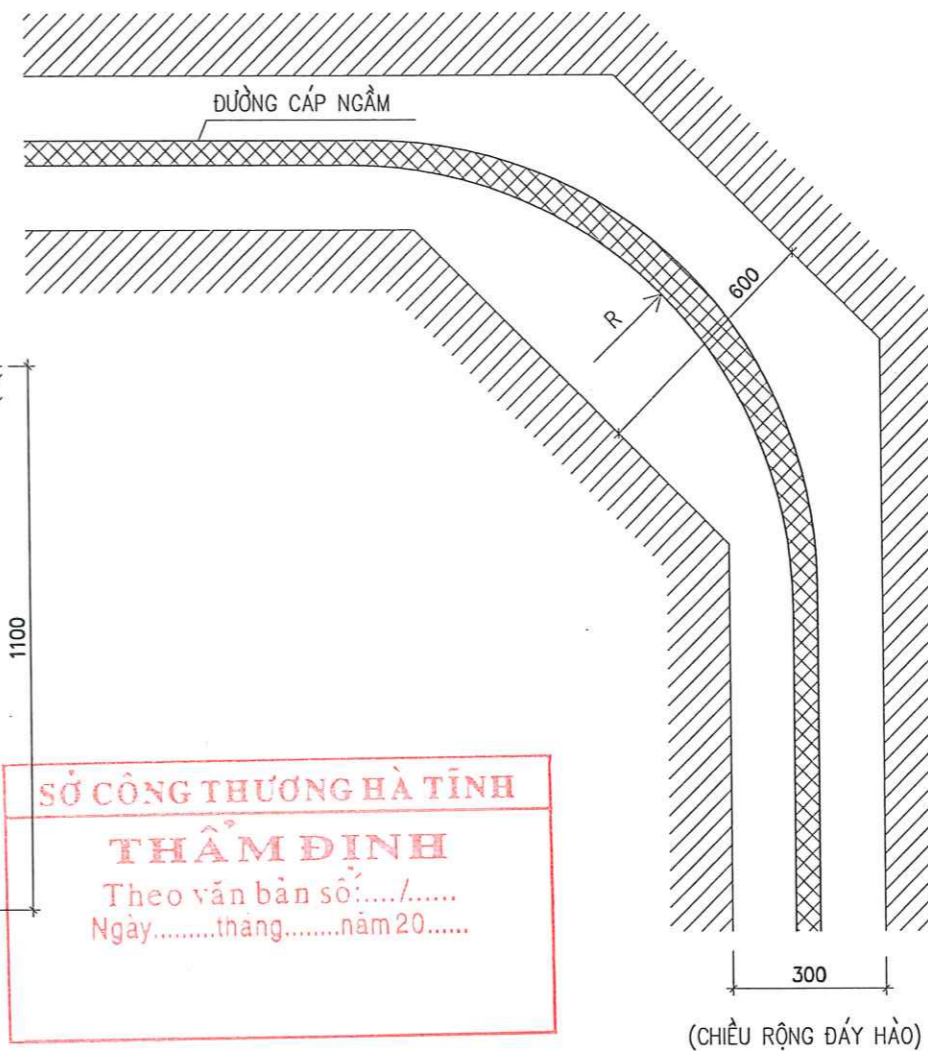 ĐƯỜNG CÁP NGẦM
600
R
1100
SỞ CÔNG THƯƠNG HÀ TĨNH
THẨM ĐỊNH
Theo văn bản số:...../......
Ngày.........tháng........năm 20......
300
(CHIỀU RỘNG ĐÁY HÀO)